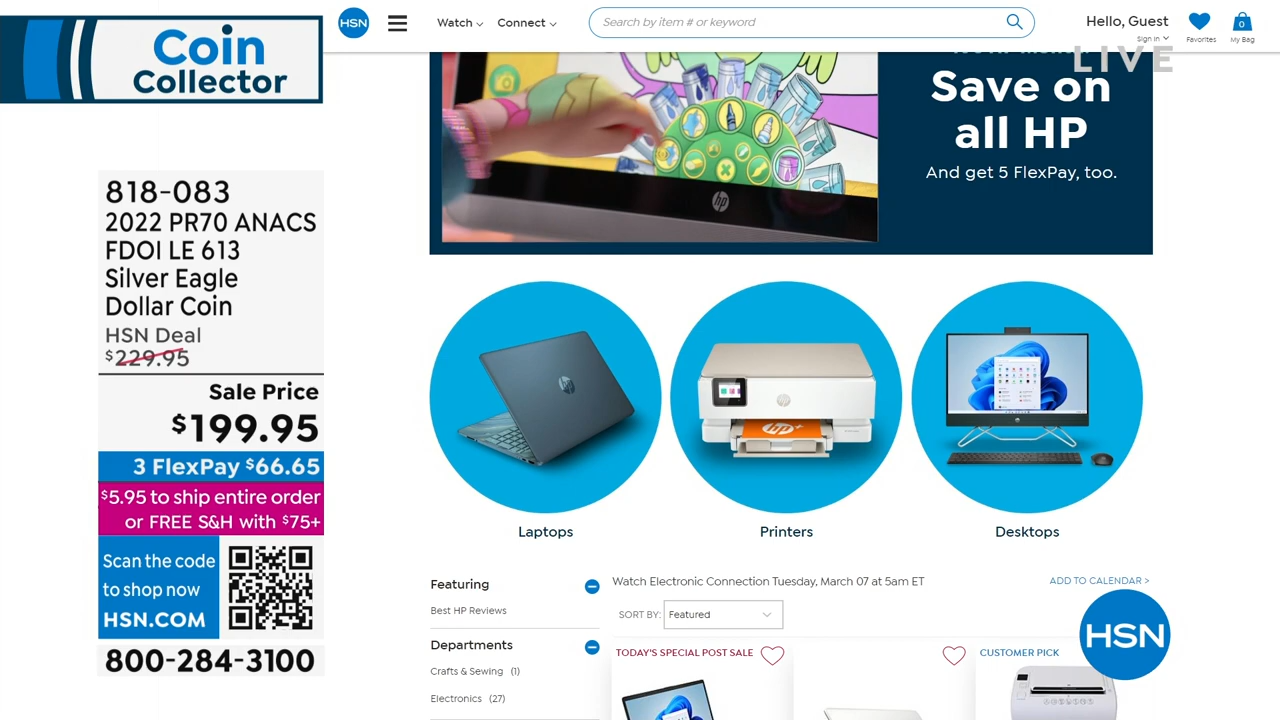 Coin
Collector
818-083
2022 PR70 ANACS
FDOI LE 613
Silver Eagle
Dollar Coin
HSN Deal
$229.95
Sale Price
$199.95
3 FlexPay $66.65
$5.95 to ship entire order
or FREE S&H with $75+
Scan the code
to shop now
HSN.COM
800-284-3100
HSN
Watch
Connect
Search by item # or keyword
Hello, Guest
Sign In
Favorites
0
My Bag
LIVE
Save on
all HP
And get 5 FlexPay, too.
hp
Laptops
Printers
Desktops
Featuring
Best HP Reviews
Departments
Crafts & Sewing (1)
Electronics (27)
Watch Electronic Connection Tuesday, March 07 at 5am ET
ADD TO CALENDAR >
SORT BY: Featured
TODAY'S SPECIAL POST SALE
CUSTOMER PICK
HSN